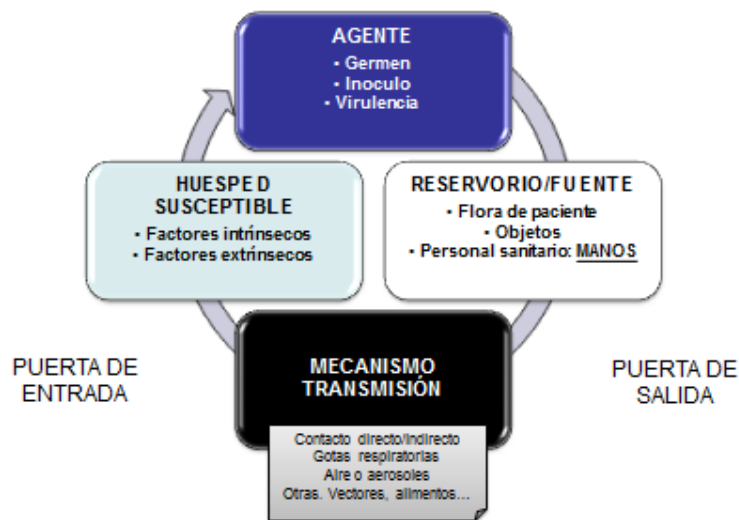 AGENTE
• Germen
• Inoculo
• Virulencia
HUESPED
SUSCEPTIBLE
• Factores intrínsecos
• Factores extrínsecos
RESERVORIO/FUENTE
• Flora de paciente
• Objetos
• Personal sanitario: MANOS
PUERTA DE
ENTRADA
MECANISMO
TRANSMISIÓN
PUERTA DE
SALIDA
Contacto directo/indirecto
Gotas respiratorias
Aire o aerosoles
Otras. Vectores, alimentos...